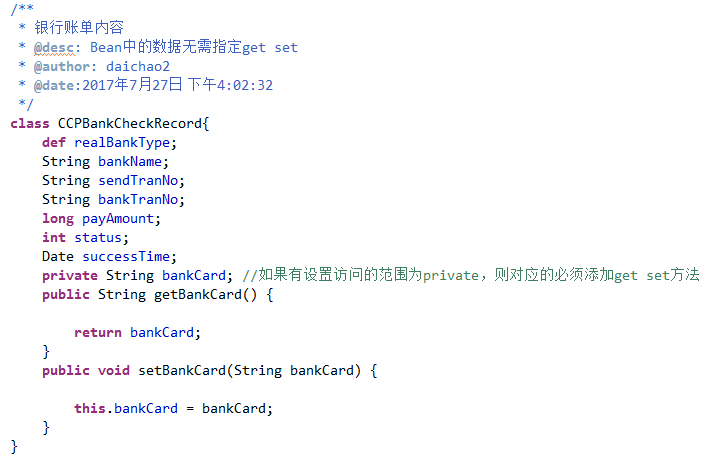 /**
 * 银行账单内容
 * @desc: Bean中的数据无需指定get set
 * @author: daichao2
 * @date:2017年7月27日 下午4:02:32
 */
class CCPBankCheckRecord{
    def realBankType;
    String bankName;
    String sendTranNo;
    String bankTranNo;
    long payAmount;
    int status;
    Date successTime;
    private String bankCard; //如果有设置访问的范围为private，则对应的必须添加get set方法
    public String getBankCard() {

        return bankCard;
    }
    public void setBankCard(String bankCard) {

        this.bankCard = bankCard;
    }
}